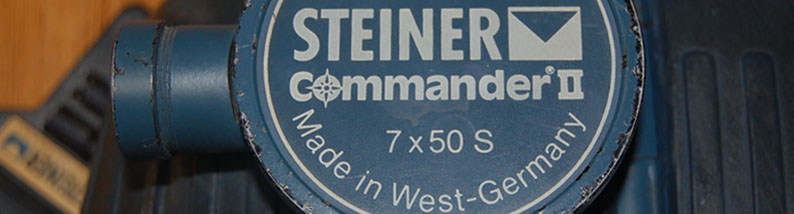 STEINER
Commander® II
7 x 50 S
Made in West-Germany